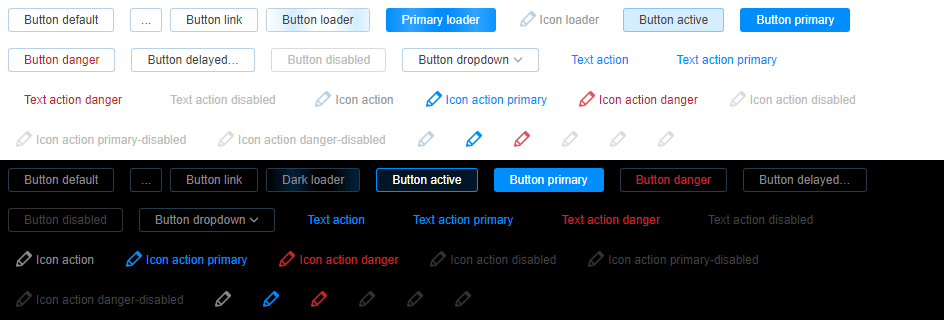 Button default ... Button link Button loader Primary loader Icon loader Button active Button primary
Button danger Button delayed... Button disabled Button dropdown Text action Text action primary
Text action danger Text action disabled Icon action Icon action primary Icon action danger Icon action disabled
Icon action primary-disabled Icon action danger-disabled
Button default ... Button link Dark loader Button active Button primary Button danger Button delayed...
Button disabled Button dropdown Text action Text action primary Text action danger Text action disabled
Icon action Icon action primary Icon action danger Icon action disabled Icon action primary-disabled
Icon action danger-disabled